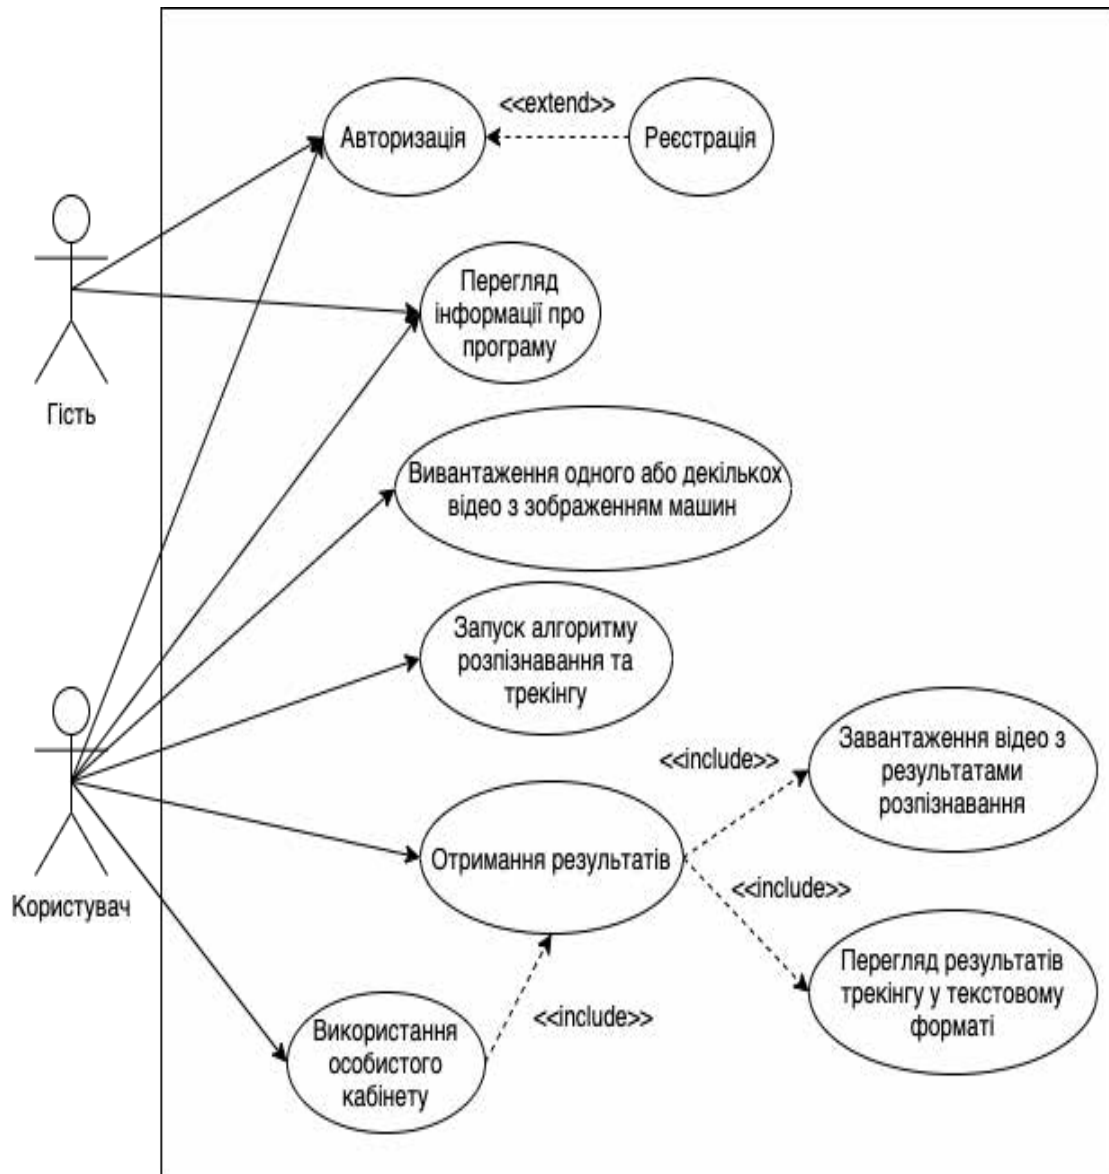 <<extend>>
Авторизація
Реєстрація
Перегляд
інформації про
програму
Гість
Вивантаження одного або декількох
відео з зображенням машин
Запуск алгоритму
розпізнавання та
трекінгу
Завантаження відео з
результатами
розпізнавання
<<include>>
Отримання результатів
<<include>>
Користувач
Перегляд результатів
трекінгу у текстовому
форматі
<<include>>
Використання
особистого
кабінету